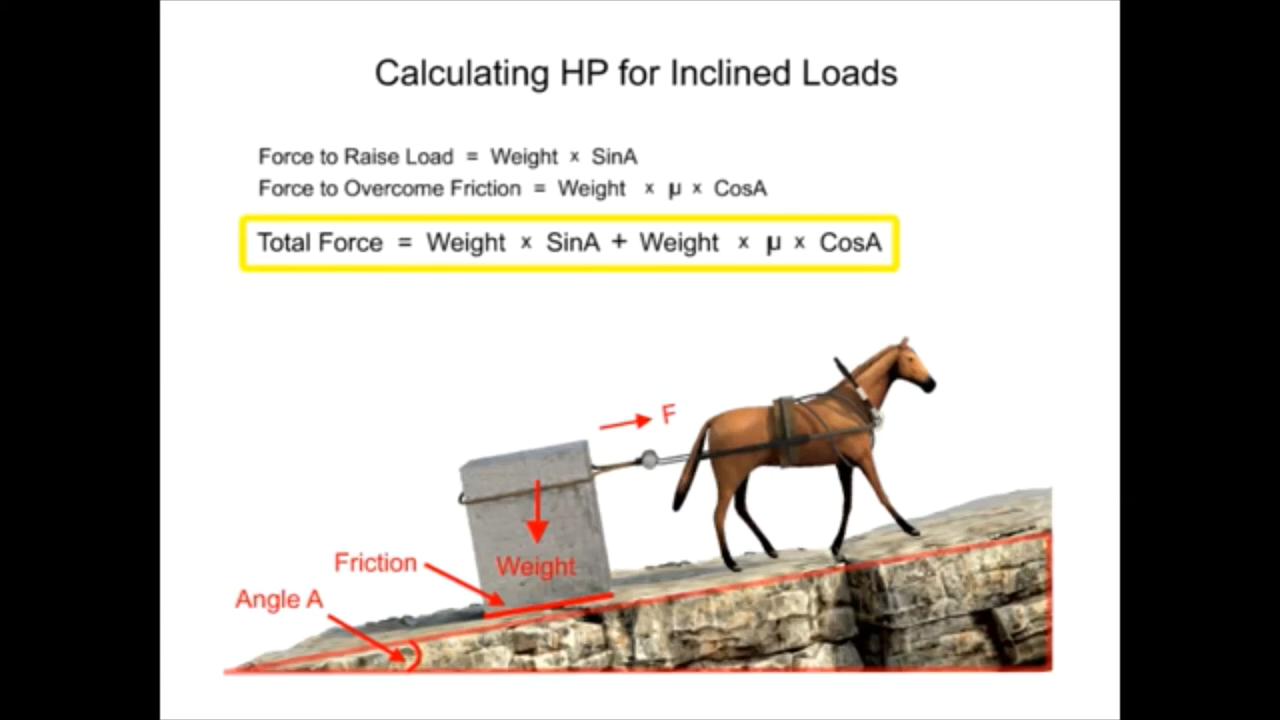 Calculating HP for Inclined Loads
Force to Raise Load = Weight x SinA
Force to Overcome Friction = Weight x µ x CosA
Total Force = Weight x SinA + Weight x µ x CosA
F
Friction
Weight
Angle A